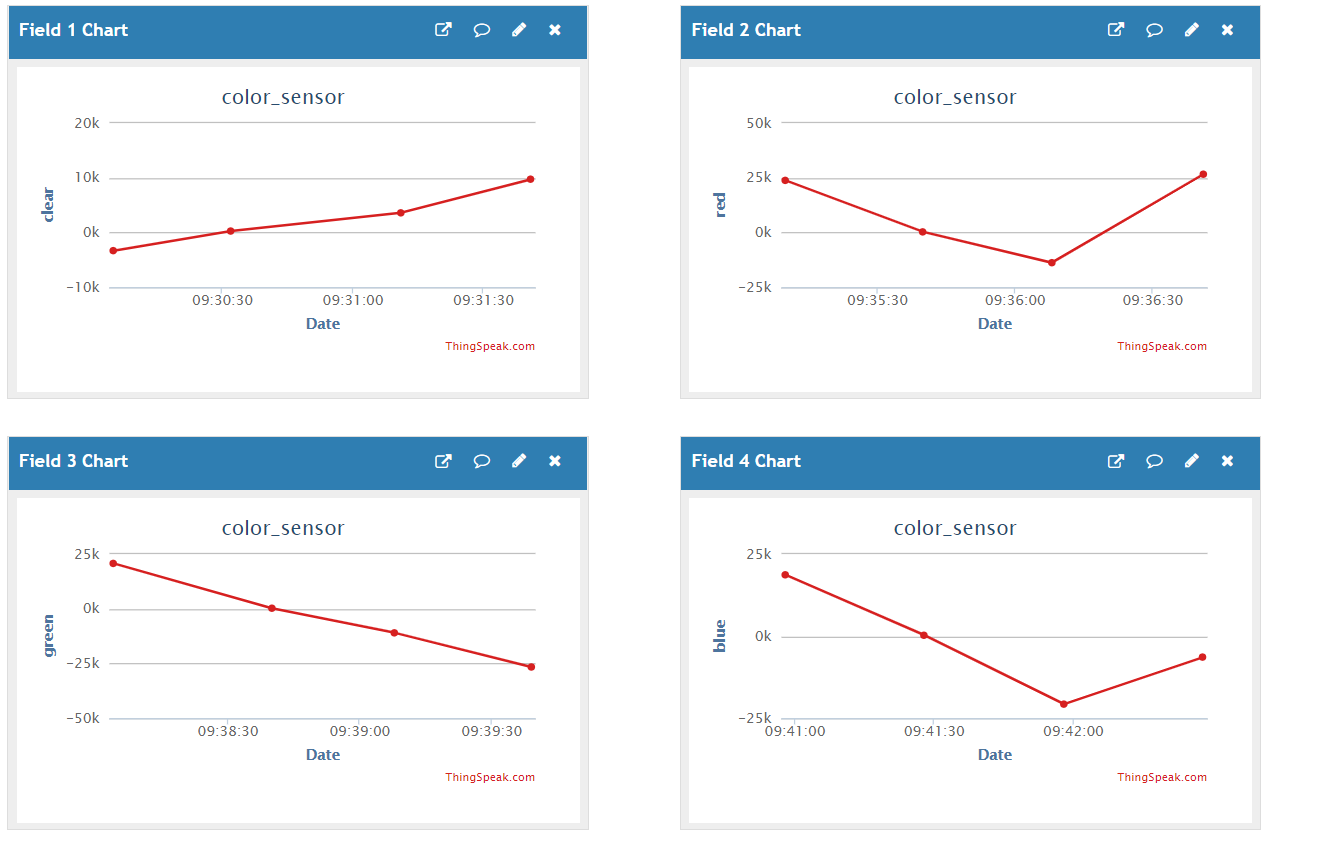 Field 1 Chart
color_sensor
20k
10k
0k
−10k
clear
09:30:30 09:31:00 09:31:30
Date
ThingSpeak.com
Field 2 Chart
color_sensor
50k
25k
0k
−25k
red
09:35:30 09:36:00 09:36:30
Date
ThingSpeak.com
Field 3 Chart
color_sensor
25k
0k
−25k
−50k
green
09:38:30 09:39:00 09:39:30
Date
ThingSpeak.com
Field 4 Chart
color_sensor
25k
0k
−25k
blue
09:41:00 09:41:30 09:42:00
Date
ThingSpeak.com